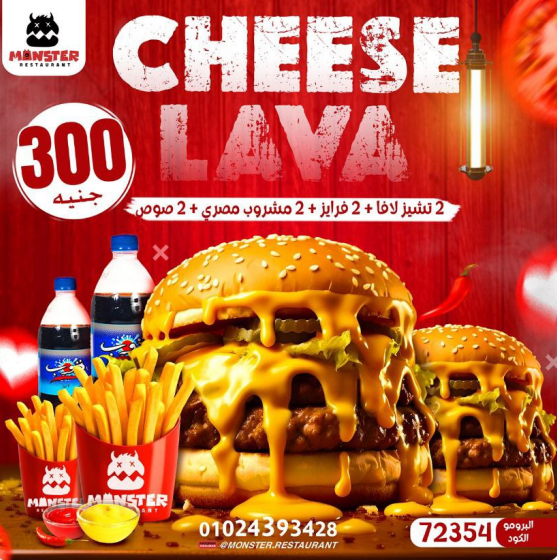 MONSTER
RESTAURANT
CHEESE
LAVA
300
جنيه
2 تشيز لافا + 2 فرايز + 2 مشروب مصري + 2 صوص
MONSTER
RESTAURANT
MONSTER
RESTAURANT
01024393428
@MONSTER.RESTAURANT
72354
البرومو
الكود